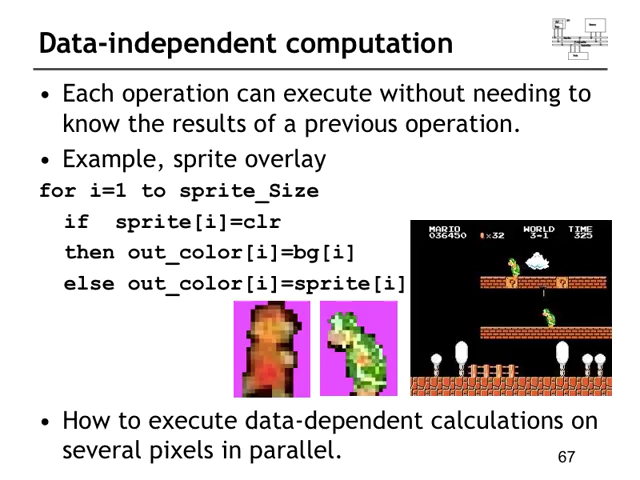 Data-independent computation
• Each operation can execute without needing to
know the results of a previous operation.
• Example, sprite overlay
for i=1 to sprite_Size
if sprite[i]=clr
then out_color[i]=bg[i]
else out_color[i]=sprite[i]
MARIO WORLD TIME
036450 x32 3-1 325
• How to execute data-dependent calculations on
several pixels in parallel.
67